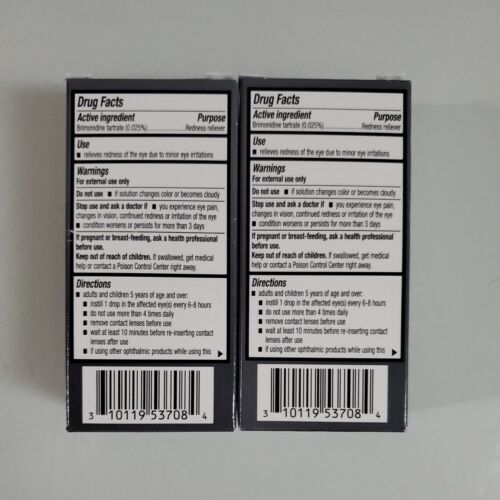 Drug Facts
Active ingredient Purpose
Brimonidine tartrate (0.025%) Redness reliever
Use
■ relieves redness of the eye due to minor eye irritations
Warnings
For external use only
Do not use ■ if solution changes color or becomes cloudy
Stop use and ask a doctor if ■ you experience eye pain,
changes in vision, continued redness or irritation of the eye
■ condition worsens or persists for more than 3 days
If pregnant or breast-feeding, ask a health professional
before use.
Keep out of reach of children. If swallowed, get medical
help or contact a Poison Control Center right away.
Directions
■ adults and children 5 years of age and over:
■ instill 1 drop in the affected eye(s) every 6-8 hours
■ do not use more than 4 times daily
■ remove contact lenses before use
■ wait at least 10 minutes before re-inserting contact
lenses after use
■ if using other ophthalmic products while using this
3 10119 53708 4
Drug Facts
Active ingredient Purpose
Brimonidine tartrate (0.025%) Redness reliever
Use
■ relieves redness of the eye due to minor eye irritations
Warnings
For external use only
Do not use ■ if solution changes color or becomes cloudy
Stop use and ask a doctor if ■ you experience eye pain,
changes in vision, continued redness or irritation of the eye
■ condition worsens or persists for more than 3 days
If pregnant or breast-feeding, ask a health professional
before use.
Keep out of reach of children. If swallowed, get medical
help or contact a Poison Control Center right away.
Directions
■ adults and children 5 years of age and over:
■ instill 1 drop in the affected eye(s) every 6-8 hours
■ do not use more than 4 times daily
■ remove contact lenses before use
■ wait at least 10 minutes before re-inserting contact
lenses after use
■ if using other ophthalmic products while using this
3 10119 53708 4